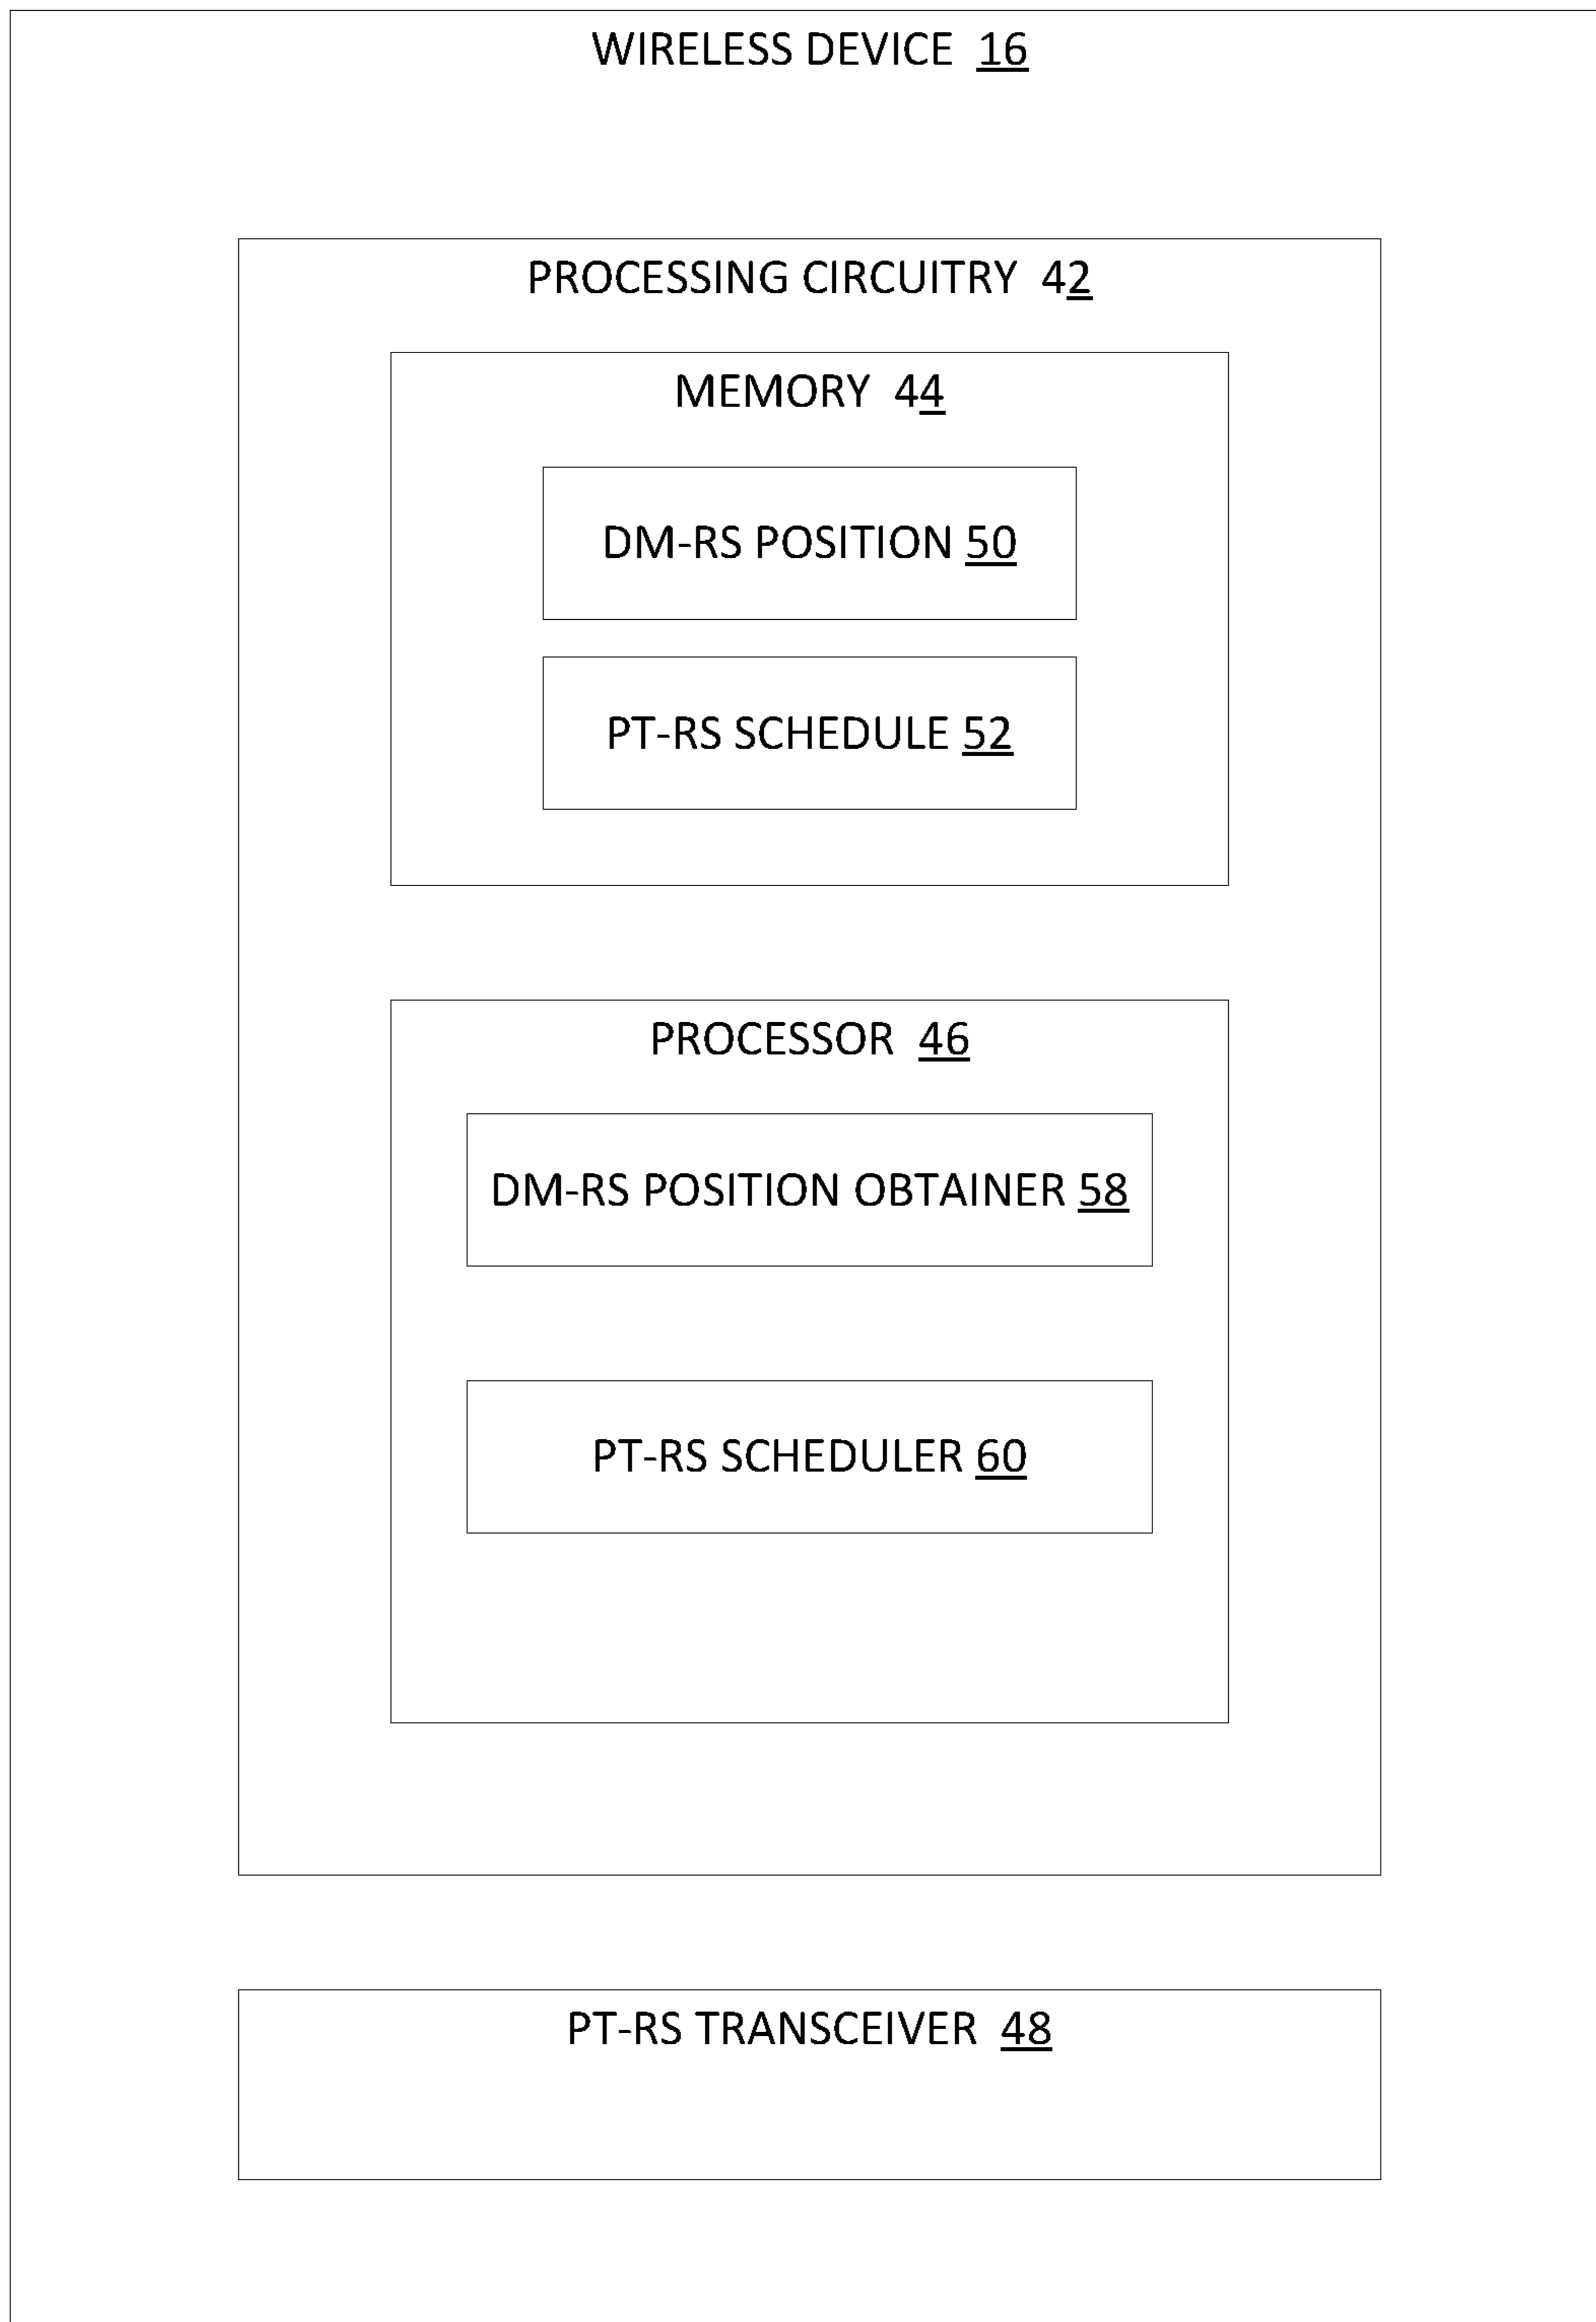 WIRELESS DEVICE 16
PROCESSING CIRCUITRY 42
MEMORY 44
DM-RS POSITION 50
PT-RS SCHEDULE 52
PROCESSOR 46
DM-RS POSITION OBTAINER 58
PT-RS SCHEDULER 60
PT-RS TRANSCEIVER 48